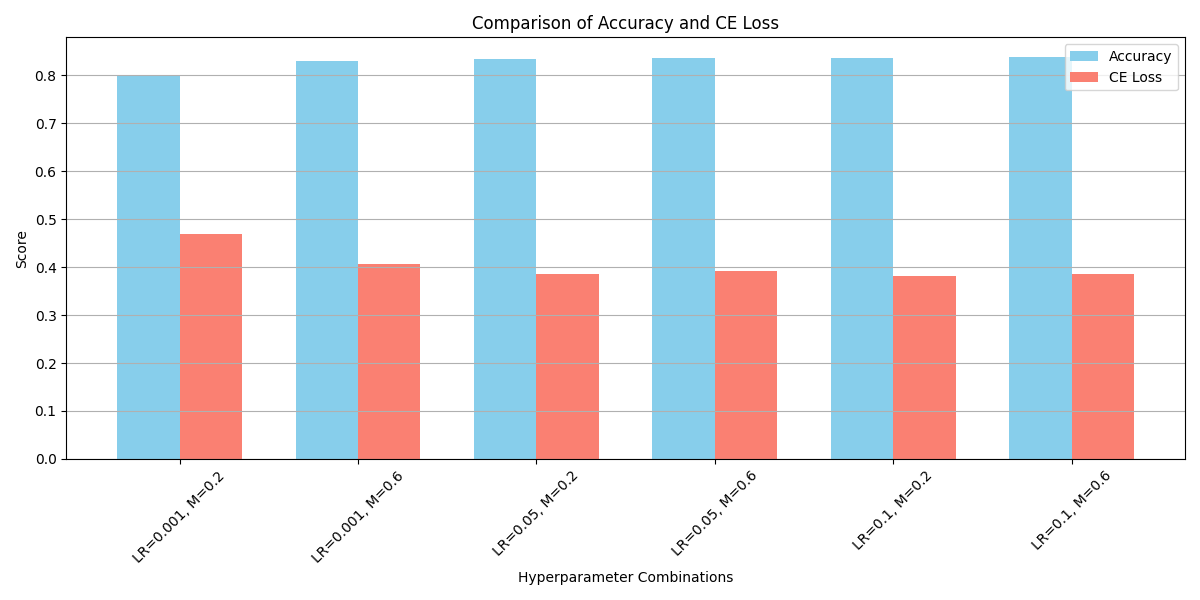 Comparison of Accuracy and CE Loss
Accuracy
CE Loss
Score
0.8
0.7
0.6
0.5
0.4
0.3
0.2
0.1
0.0
LR=0.001, M=0.2
LR=0.001, M=0.6
LR=0.05, M=0.2
LR=0.05, M=0.6
LR=0.1, M=0.2
LR=0.1, M=0.6
Hyperparameter Combinations